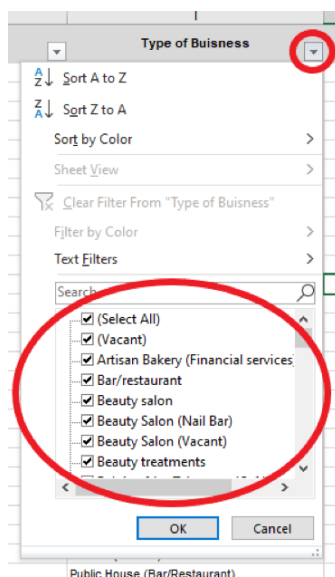 Type of Buisness
Sort A to Z
Sort Z to A
Sort by Color
Sheet View
Clear Filter From "Type of Buisness"
Filter by Color
Text Filters
Search
(Select All)
(Vacant)
Artisan Bakery (Financial services
Bar/restaurant
Beauty salon
Beauty Salon (Nail Bar)
Beauty Salon (Vacant)
Beauty treatments
OK
Cancel
Public House (Bar/Restaurant)